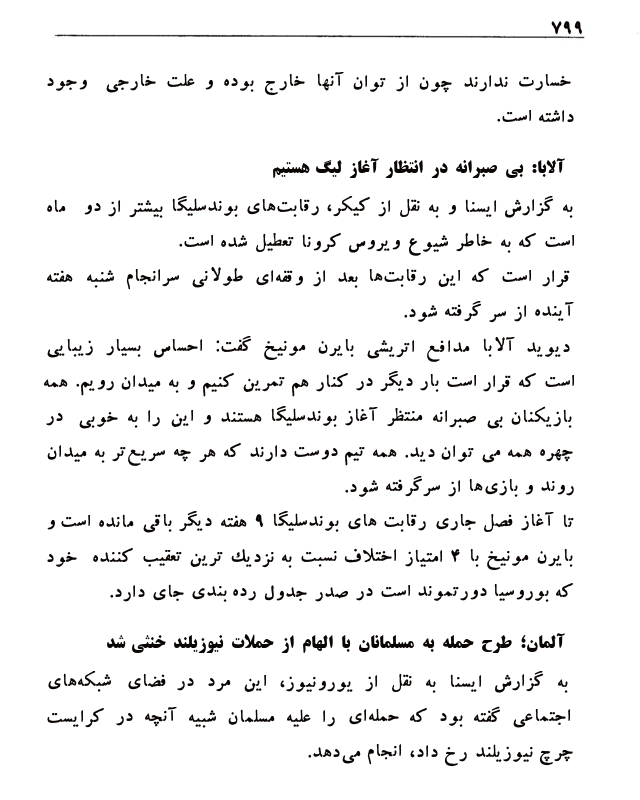 ۷۹۹
خسارت ندارند چون از توان آنها خارج بوده و علت خارجی وجود
داشته است.
آلابا: بی صبرانه در انتظار آغاز لیگ هستیم
به گزارش ایسنا و به نقل از کیکر، رقابت‌های بوندسلیگا بیشتر از دو ماه
است که به خاطر شیوع ویروس کرونا تعطیل شده است.
قرار است که این رقابت‌ها بعد از وقفه‌ای طولانی سرانجام شنبه هفته
آینده از سر گرفته شود.
دیوید آلابا مدافع اتریشی بایرن مونیخ گفت: احساس بسیار زیبایی
است که قرار است بار دیگر در کنار هم تمرین کنیم و به میدان رویم. همه
بازیکنان بی صبرانه منتظر آغاز بوندسلیگا هستند و این را به خوبی در
چهره همه می توان دید. همه تیم دوست دارند که هر چه سریع‌تر به میدان
روند و بازی‌ها از سرگرفته شود.
تا آغاز فصل جاری رقابت های بوندسلیگا ۹ هفته دیگر باقی مانده است و
بایرن مونیخ با ۴ امتیاز اختلاف نسبت به نزدیك ترین تعقیب کننده خود
که بوروسیا دورتموند است در صدر جدول رده بندی جای دارد.
آلمان؛ طرح حمله به مسلمانان با الهام از حملات نیوزیلند خنثی شد
به گزارش ایسنا به نقل از یورونیوز، این مرد در فضای شبکه‌های
اجتماعی گفته بود که حمله‌ای را علیه مسلمان شبیه آنچه در کرایست
چرچ نیوزیلند رخ داد، انجام می‌دهد.